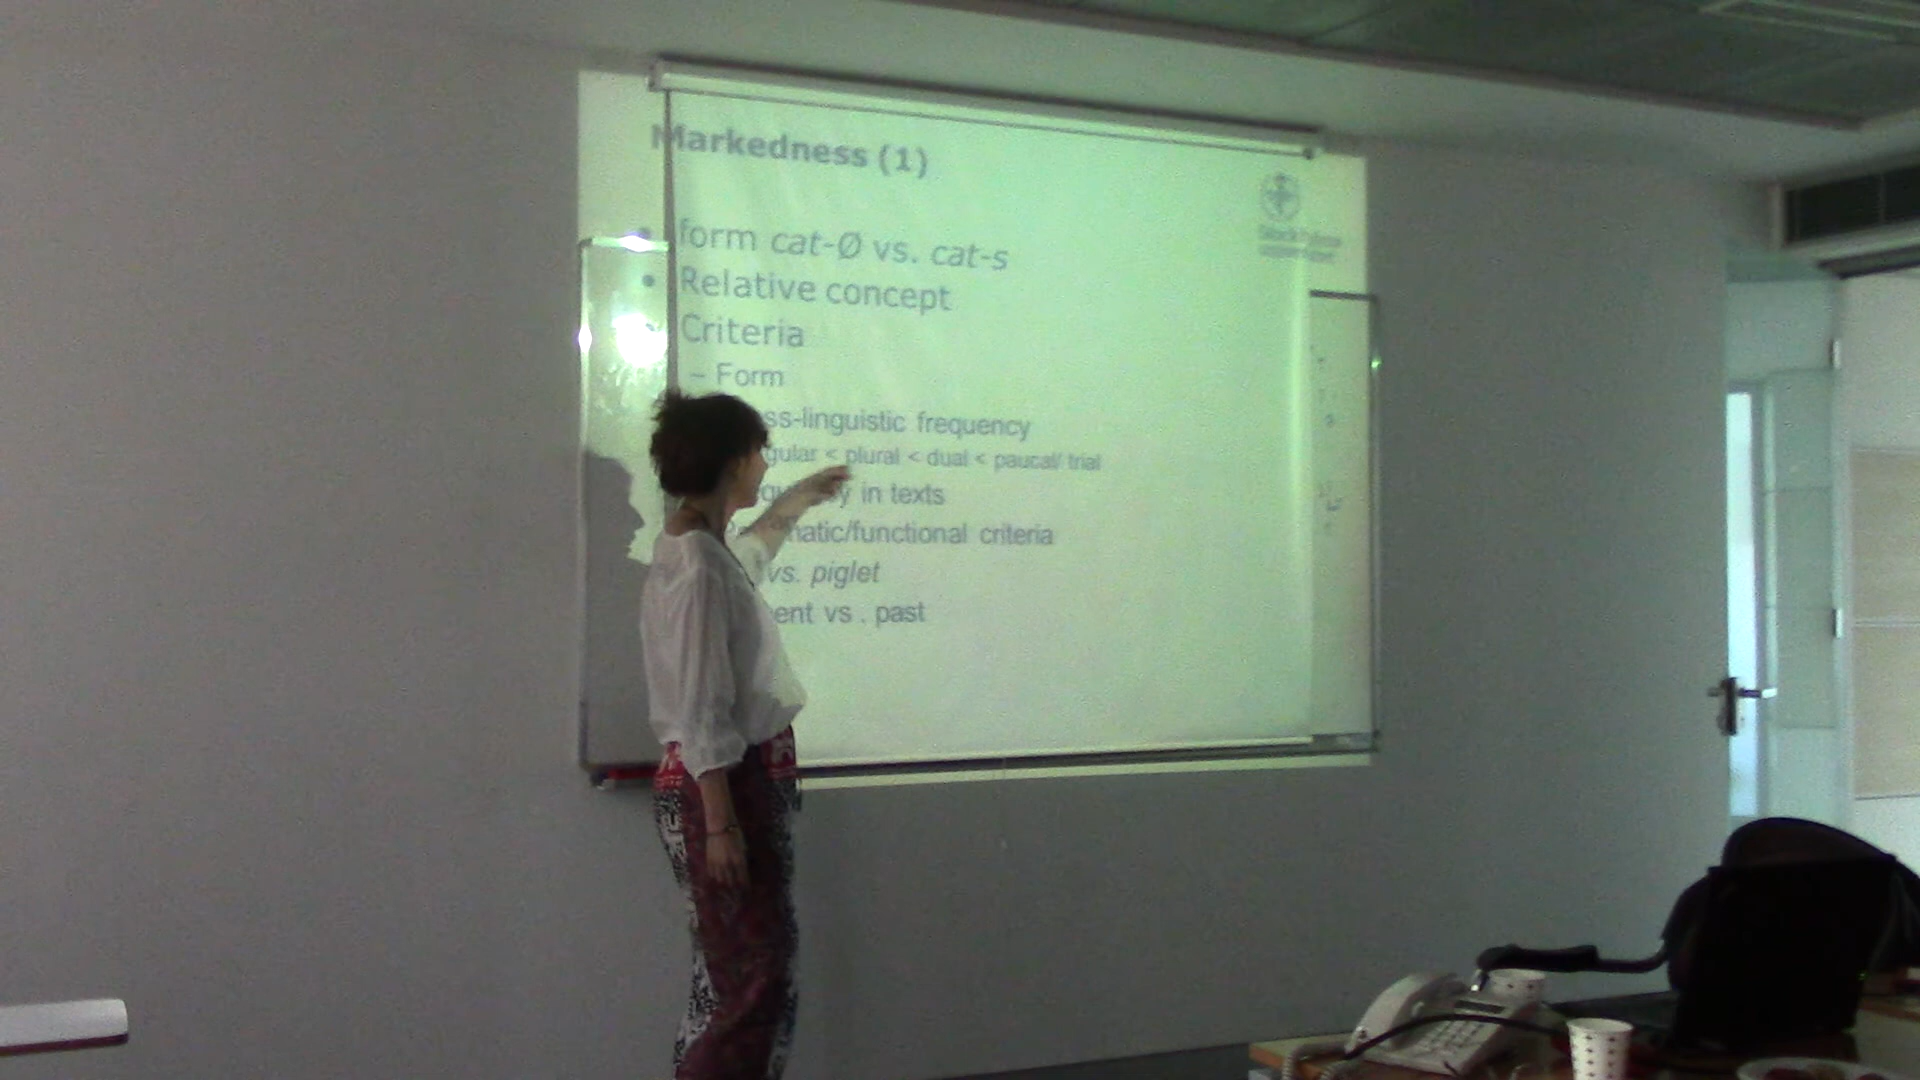 Markedness (1)
• form cat-Ø vs. cat-s
• Relative concept
• Criteria
– Form
ss-linguistic frequency
gular < plural < dual < paucal/ trial
in texts
matic/functional criteria
vs. piglet
ent vs . past